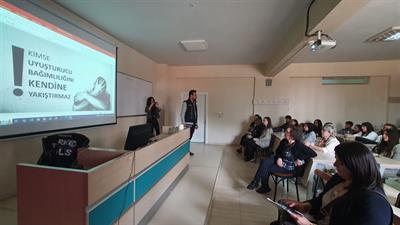 !
KİMSE
UYUŞTURUCU
BAĞIMLILIĞINI
KENDİNE
YAKIŞTIRMAZ